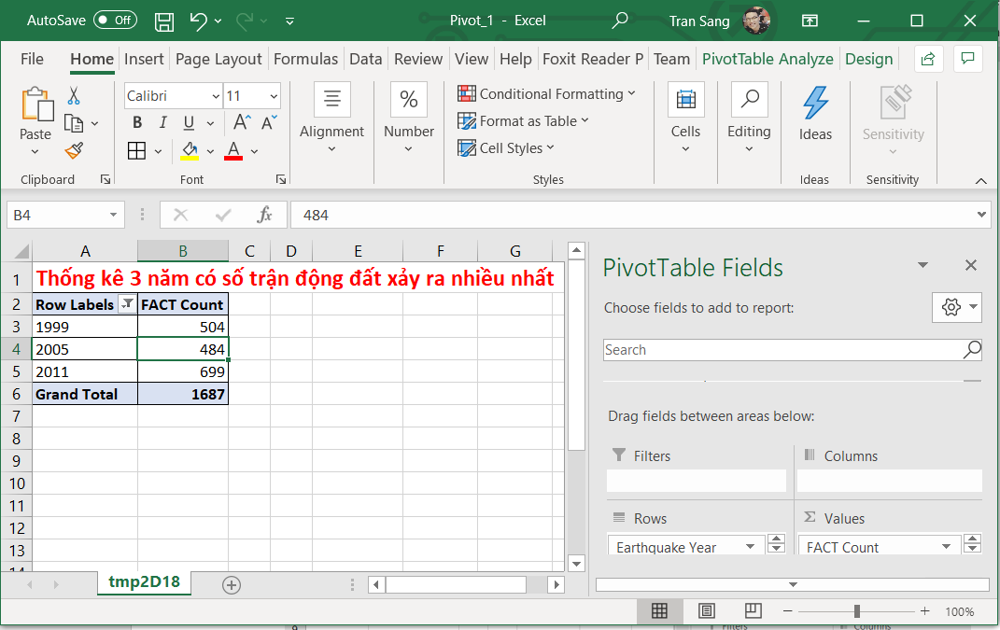 AutoSave Off Pivot_1 - Excel Tran Sang
File Home Insert Page Layout Formulas Data Review View Help Foxit Reader P Team PivotTable Analyze Design
Calibri 11
Conditional Formatting
Format as Table
Cell Styles
Paste Alignment Number Cells Editing Ideas Sensitivity
Clipboard Font Styles Ideas Sensitivity
B4 fx 484
A B C D E F G
1 Thống kê 3 năm có số trận động đất xảy ra nhiều nhất
2 Row Labels FACT Count
3 1999 504
4 2005 484
5 2011 699
6 Grand Total 1687
7
8
9
10
11
12
13
14
PivotTable Fields
Choose fields to add to report:
Search
Drag fields between areas below:
Filters Columns
Rows Values
Earthquake Year FACT Count
tmp2D18
100%